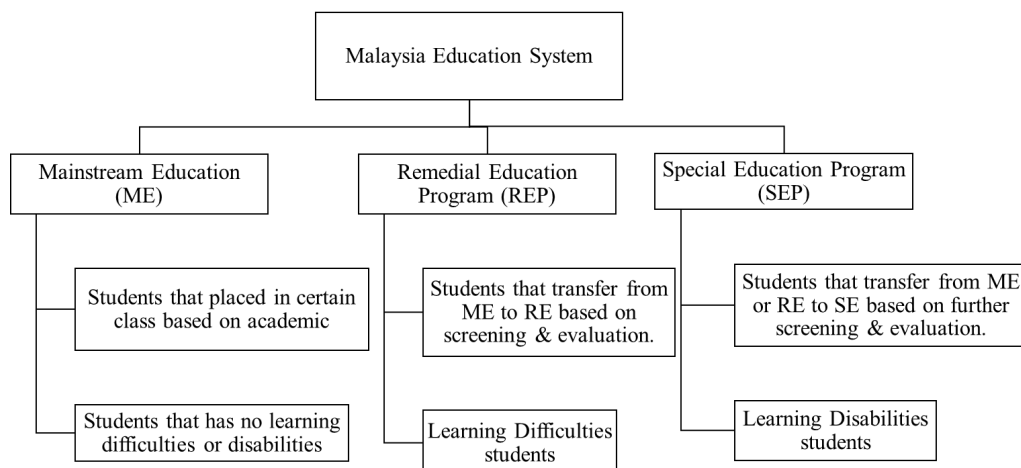 Malaysia Education System
Mainstream Education
(ME)
Remedial Education
Program (REP)
Special Education Program
(SEP)
Students that placed in certain
class based on academic
Students that transfer from
ME to RE based on
screening & evaluation.
Students that transfer from ME
or RE to SE based on further
screening & evaluation.
Students that has no learning
difficulties or disabilities
Learning Difficulties
students
Learning Disabilities
students